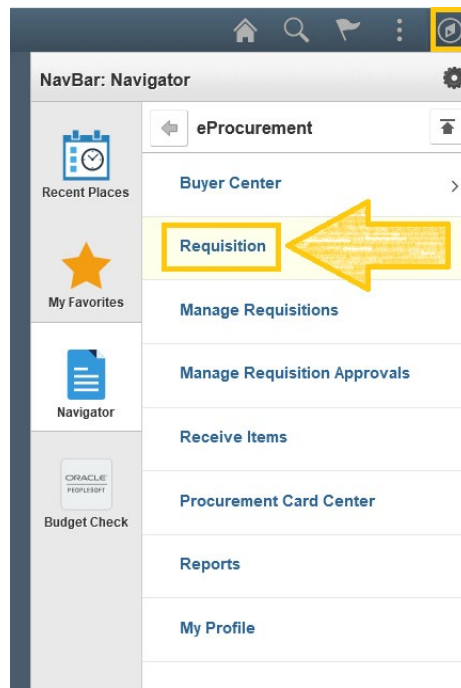 NavBar: Navigator
eProcurement
Recent Places
Buyer Center
Requisition
My Favorites
Manage Requisitions
Manage Requisition Approvals
Navigator
Receive Items
ORACLE
PEOPLESOFT
Budget Check
Procurement Card Center
Reports
My Profile